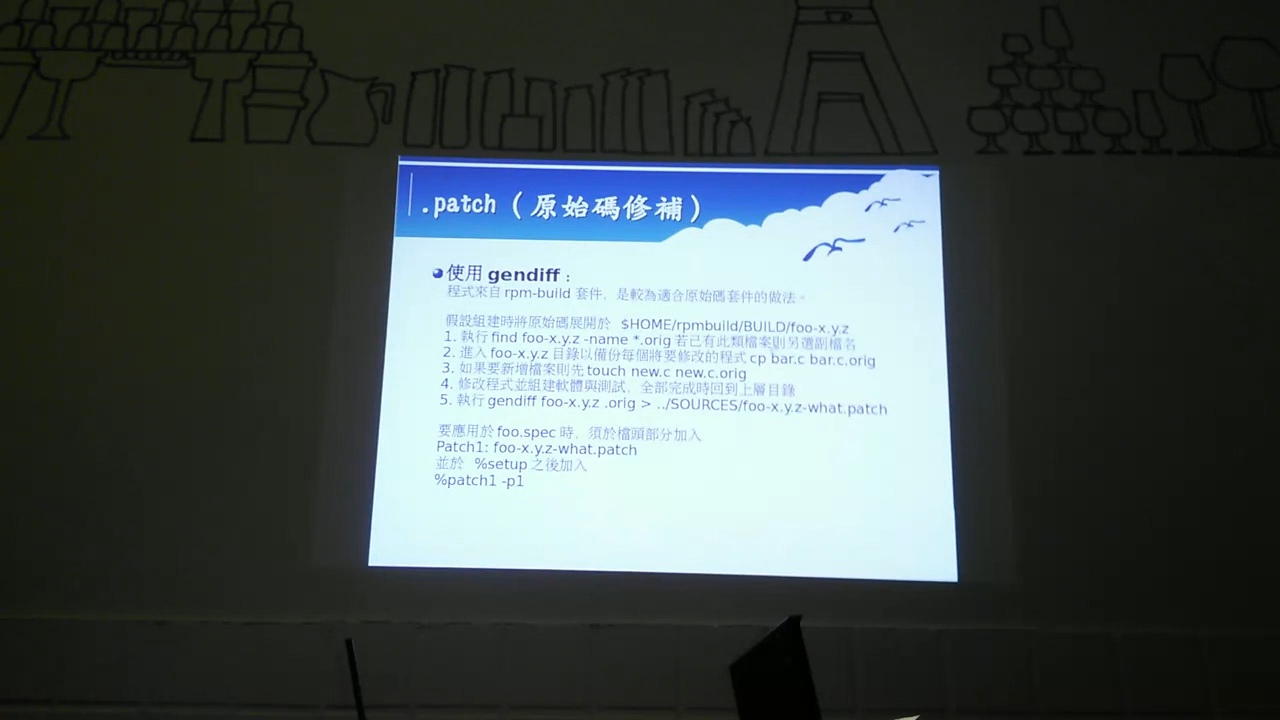 .patch（原始碼修補）
使用 gendiff：
程式來自 rpm-build 套件，是較為適合原始碼套件的做法。
假設組建時將原始碼展開於 $HOME/rpmbuild/BUILD/foo-x.y.z
1. 執行 find foo-x.y.z -name *.orig 若已有此類檔案則另選副檔名
2. 進入 foo-x.y.z 目錄以備份每個將要修改的程式 cp bar.c bar.c.orig
3. 如果要新增檔案則先 touch new.c new.c.orig
4. 修改程式並組建軟體與測試，全部完成時回到上層目錄
5. 執行 gendiff foo-x.y.z .orig > ../SOURCES/foo-x.y.z-what.patch
要應用於 foo.spec 時，須於檔頭部分加入
Patch1: foo-x.y.z-what.patch
並於 %setup 之後加入
%patch1 -p1